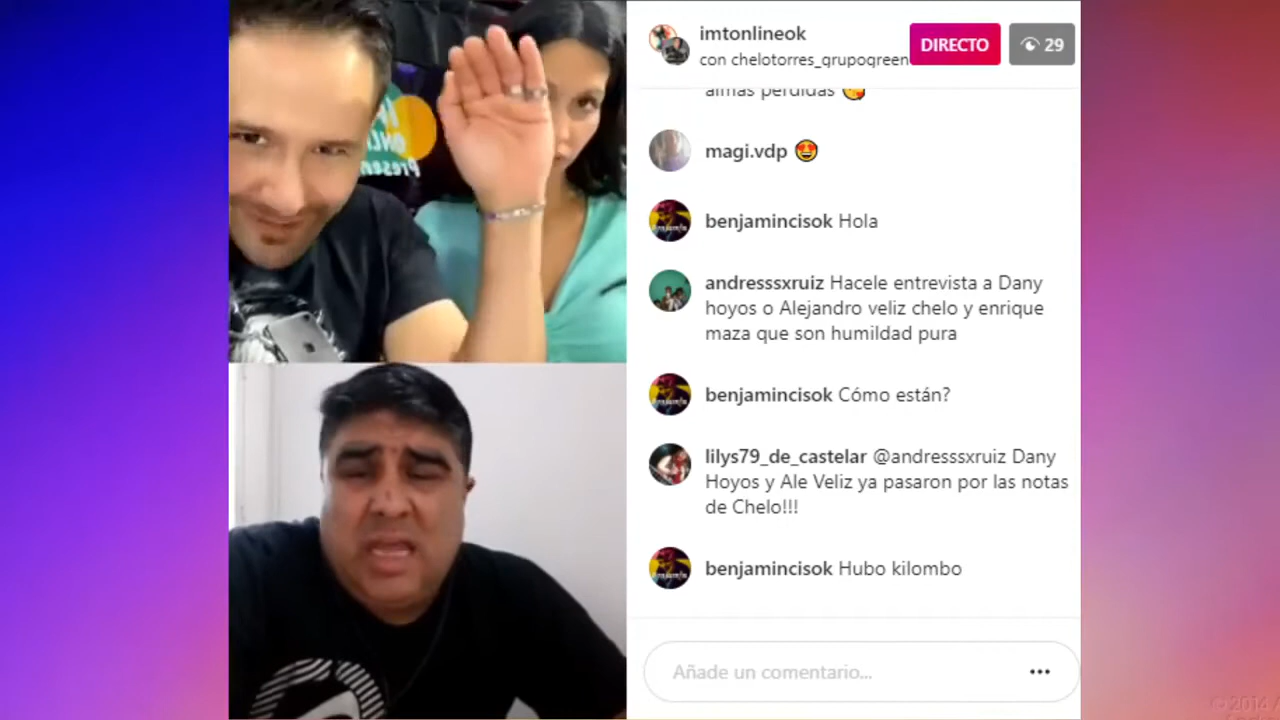 imtonlineok
con chelotorres_grupogreen
DIRECTO
29
almas perdidas 😘
magi.vdp 😍
benjamincisok Hola
andresssxruiz Hacele entrevista a Dany
hoyos o Alejandro veliz chelo y enrique
maza que son humildad pura
benjamincisok Cómo están?
lilys79_de_castelar @andresssxruiz Dany
Hoyos y Ale Veliz ya pasaron por las notas
de Chelo!!!
benjamincisok Hubo kilombo
Añade un comentario...
© 2014